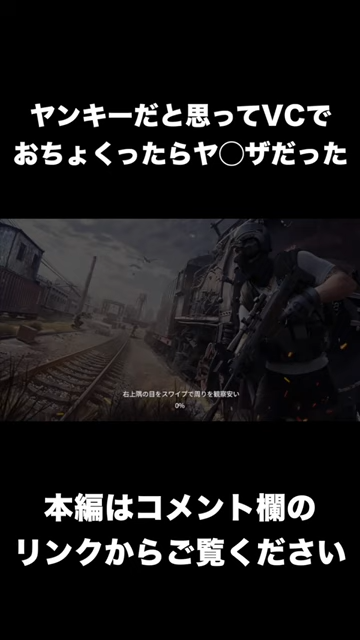 ヤンキーだと思ってVCで
おちょくったらヤ◯ザだった
右上隅の目をスワイプで周りを観察安い
0%
本編はコメント欄の
リンクからご覧ください